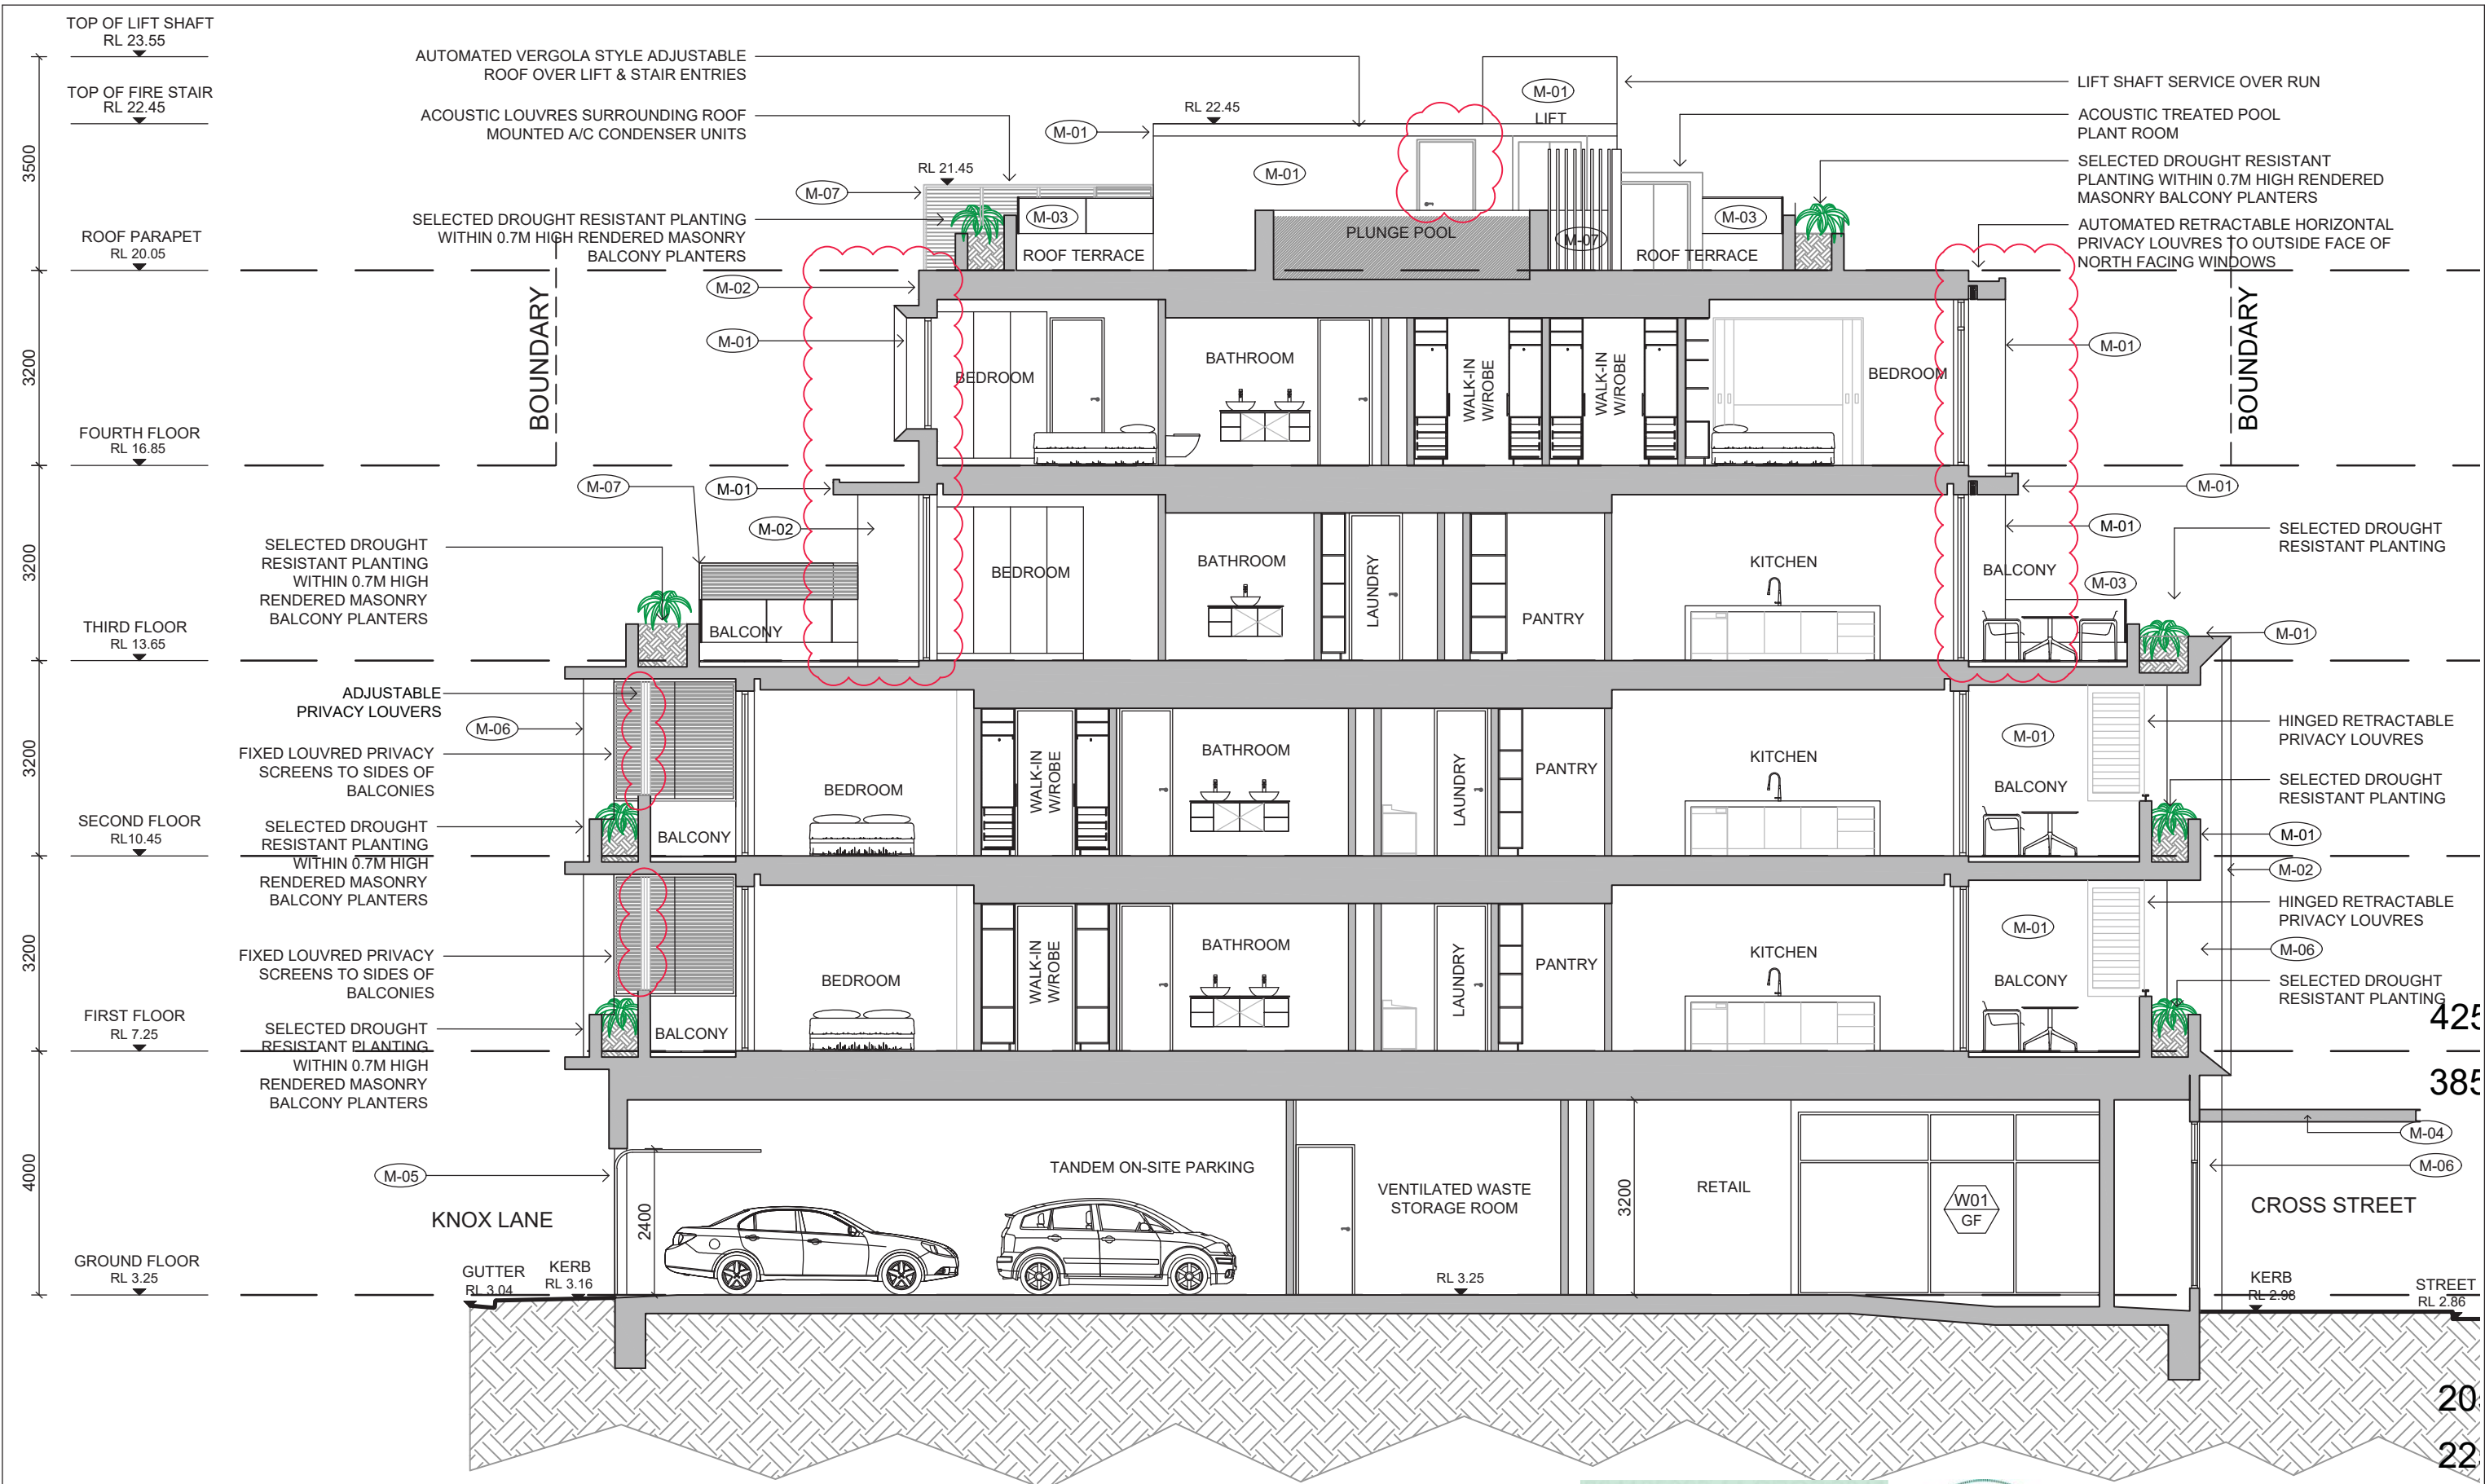 TOP OF LIFT SHAFT
RL 23.55
TOP OF FIRE STAIR
RL 22.45
ROOF PARAPET
RL 20.05
FOURTH FLOOR
RL 16.85
THIRD FLOOR
RL 13.65
SECOND FLOOR
RL10.45
FIRST FLOOR
RL 7.25
GROUND FLOOR
RL 3.25
3500
3200
3200
3200
3200
4000
AUTOMATED VERGOLA STYLE ADJUSTABLE
ROOF OVER LIFT & STAIR ENTRIES
ACOUSTIC LOUVRES SURROUNDING ROOF
MOUNTED A/C CONDENSER UNITS
M-07
SELECTED DROUGHT RESISTANT PLANTING
WITHIN 0.7M HIGH RENDERED MASONRY
BALCONY PLANTERS
RL 21.45
M-01
RL 22.45
M-01
M-01
LIFT
M-03
ROOF TERRACE
PLUNGE POOL
M-07
M-03
ROOF TERRACE
LIFT SHAFT SERVICE OVER RUN
ACOUSTIC TREATED POOL
PLANT ROOM
SELECTED DROUGHT RESISTANT
PLANTING WITHIN 0.7M HIGH RENDERED
MASONRY BALCONY PLANTERS
AUTOMATED RETRACTABLE HORIZONTAL
PRIVACY LOUVRES TO OUTSIDE FACE OF
NORTH FACING WINDOWS
BOUNDARY
M-02
M-01
BEDROOM
BATHROOM
WALK-IN
W/ROBE
WALK-IN
W/ROBE
BEDROOM
M-01
BOUNDARY
M-07
M-01
M-02
M-01
M-01
SELECTED DROUGHT
RESISTANT PLANTING
WITHIN 0.7M HIGH
RENDERED MASONRY
BALCONY PLANTERS
BALCONY
BEDROOM
BATHROOM
LAUNDRY
PANTRY
KITCHEN
BALCONY
M-03
SELECTED DROUGHT
RESISTANT PLANTING
M-01
ADJUSTABLE
PRIVACY LOUVERS
M-06
FIXED LOUVRED PRIVACY
SCREENS TO SIDES OF
BALCONIES
SELECTED DROUGHT
RESISTANT PLANTING
WITHIN 0.7M HIGH
RENDERED MASONRY
BALCONY PLANTERS
BALCONY
BEDROOM
WALK-IN
W/ROBE
BATHROOM
LAUNDRY
PANTRY
KITCHEN
M-01
BALCONY
HINGED RETRACTABLE
PRIVACY LOUVRES
SELECTED DROUGHT
RESISTANT PLANTING
M-01
M-02
FIXED LOUVRED PRIVACY
SCREENS TO SIDES OF
BALCONIES
SELECTED DROUGHT
RESISTANT PLANTING
WITHIN 0.7M HIGH
RENDERED MASONRY
BALCONY PLANTERS
BALCONY
BEDROOM
WALK-IN
W/ROBE
BATHROOM
LAUNDRY
PANTRY
KITCHEN
M-01
BALCONY
HINGED RETRACTABLE
PRIVACY LOUVRES
M-06
SELECTED DROUGHT
RESISTANT PLANTING
425
385
M-05
KNOX LANE
GUTTER
RL 3.04
KERB
RL 3.16
2400
TANDEM ON-SITE PARKING
VENTILATED WASTE
STORAGE ROOM
RL 3.25
3200
RETAIL
W01
GF
M-04
M-06
CROSS STREET
KERB
RL 2.98
STREET
RL 2.86
20
22